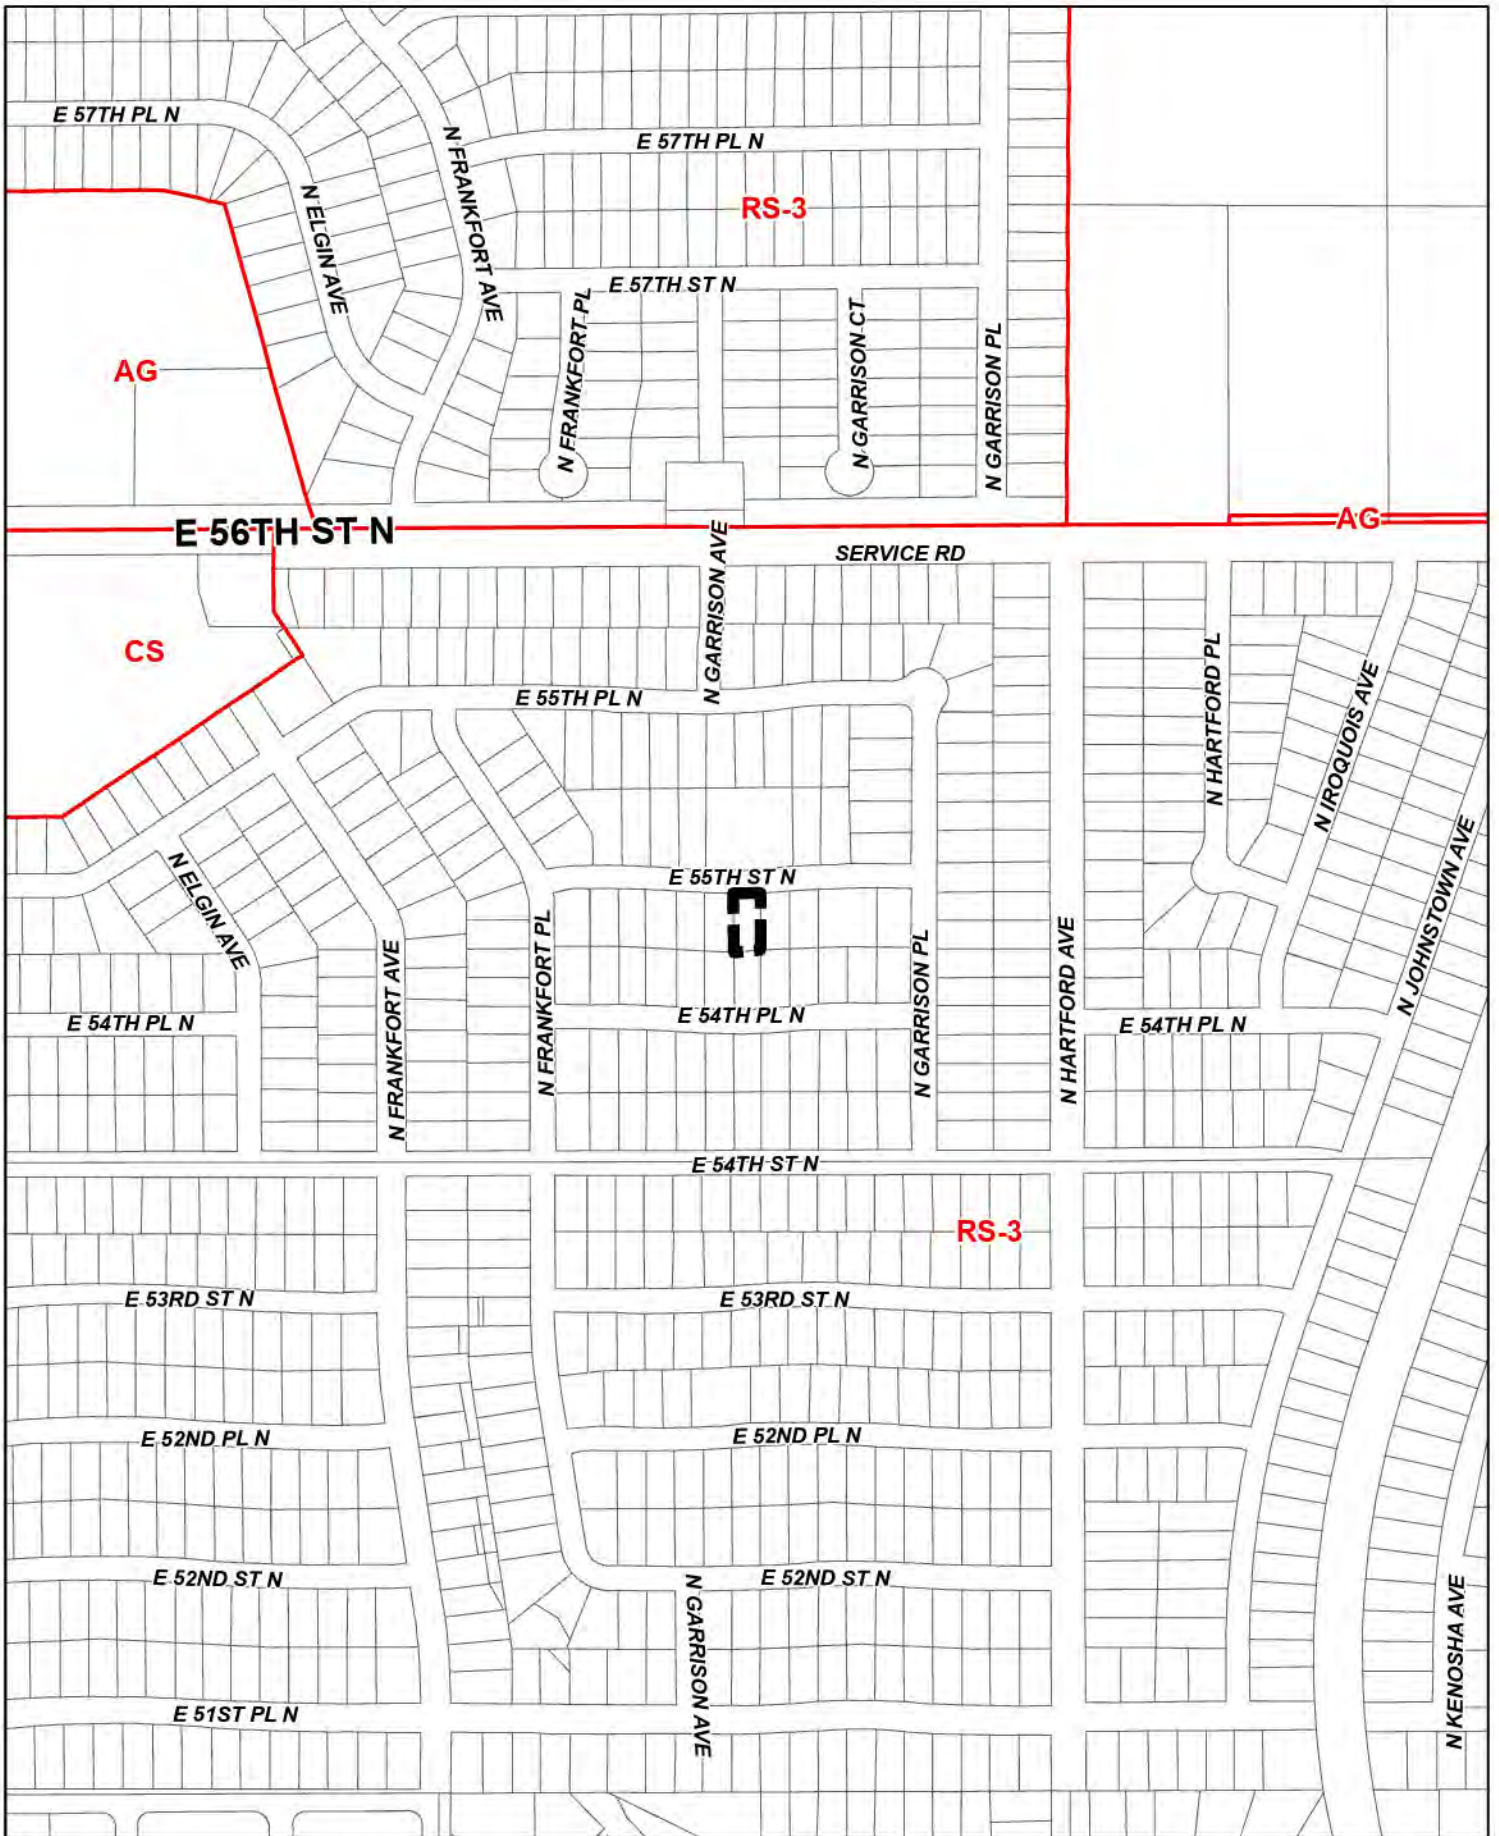 E 57TH PL N
N FRANKFORT AVE
E 57TH PL N
N ELGIN AVE
RS-3
E 57TH ST N
N FRANKFORT PL
N GARRISON CT
N GARRISON PL
AG
E 56TH ST N
AG
N GARRISON AVE
SERVICE RD
CS
E 55TH PL N
N HARTFORD PL
N IROQUOIS AVE
N JOHNSTOWN AVE
N ELGIN AVE
E 55TH ST N
N FRANKFORT AVE
N FRANKFORT PL
N GARRISON PL
N HARTFORD AVE
E 54TH PL N
E 54TH PL N
E 54TH PL N
E 54TH ST N
RS-3
E 53RD ST N
E 53RD ST N
E 52ND PL N
E 52ND PL N
E 52ND ST N
E 52ND ST N
N GARRISON AVE
N KENOSHA AVE
E 51ST PL N